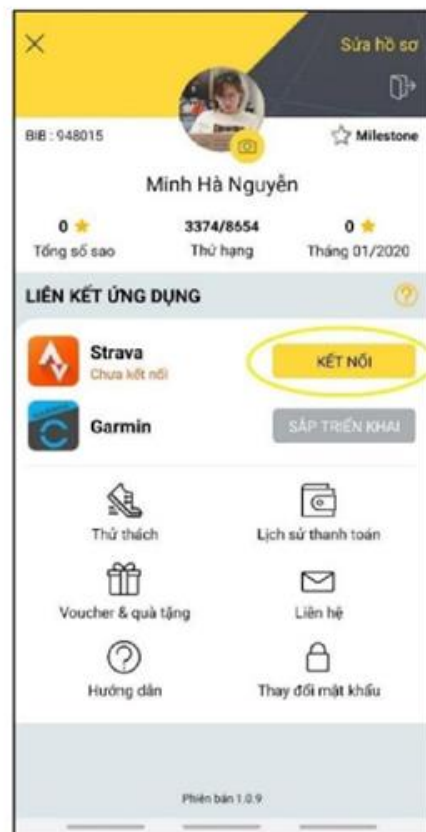 Sửa hồ sơ
BIB : 948015
Milestone
Minh Hà Nguyễn
0 3374/8654 0
Tổng số sao Thứ hạng Tháng 01/2020
LIÊN KẾT ỨNG DỤNG ?
Strava
Chưa kết nối
KẾT NỐI
Garmin
SẮP TRIỂN KHAI
Thử thách Lịch sử thanh toán
Voucher & quà tặng Liên hệ
Hướng dẫn Thay đổi mật khẩu
Phiên bản 1.0.9